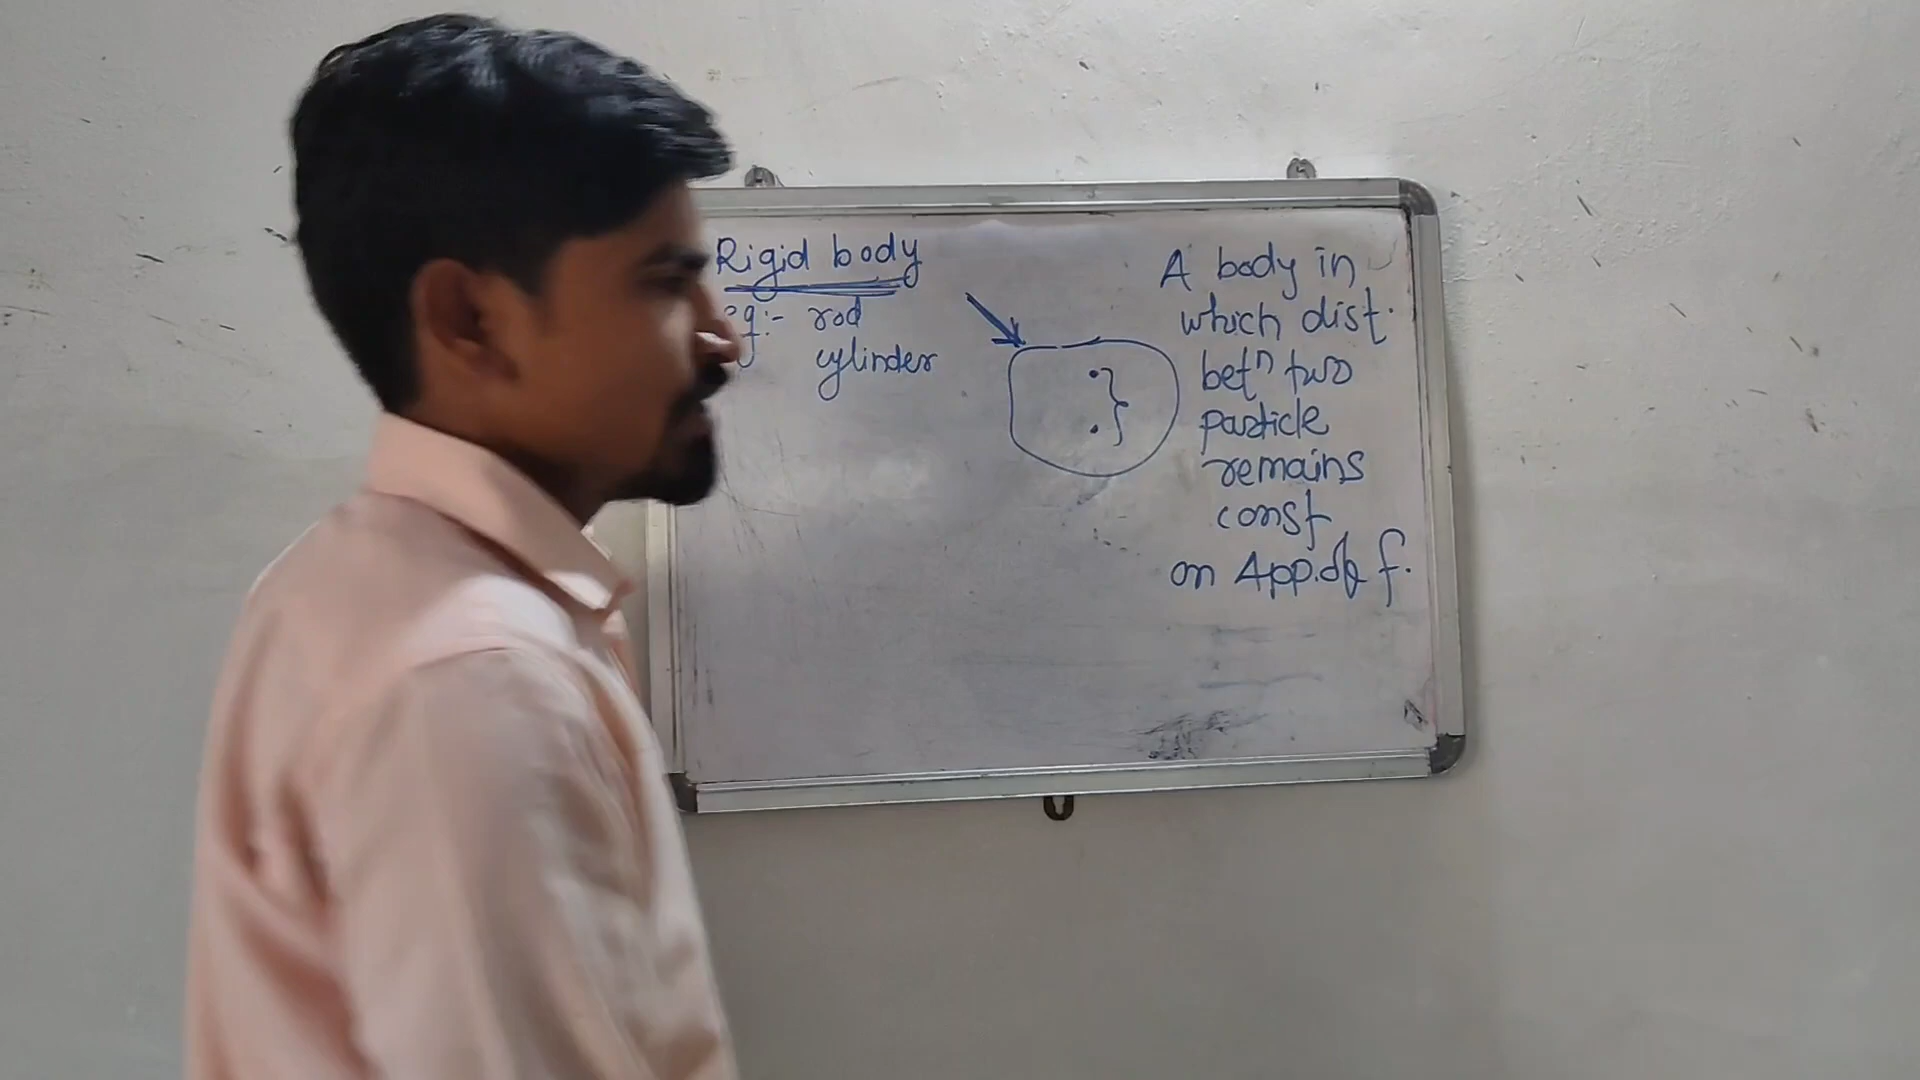 Rigid body
eg:- rod
cylinder
A body in
which dist.
betⁿ two
particle
remains
const
on App. of f.